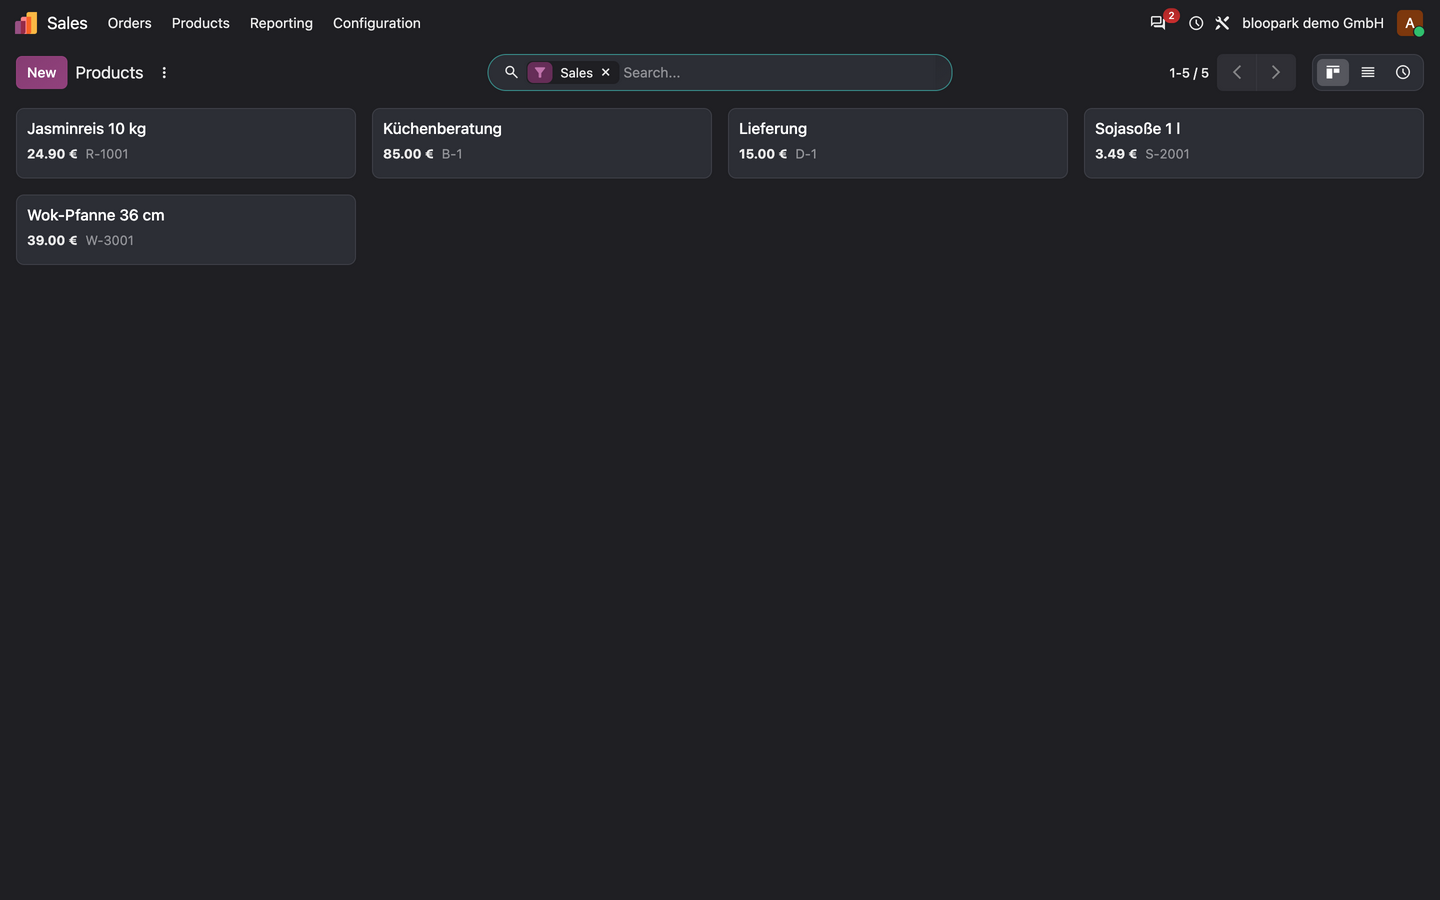 Sales Orders Products Reporting Configuration 2 bloopark demo GmbH A
New Products Sales Search... 1-5 / 5
Jasminreis 10 kg
24.90 € R-1001
Küchenberatung
85.00 € B-1
Lieferung
15.00 € D-1
Sojasoße 1 l
3.49 € S-2001
Wok-Pfanne 36 cm
39.00 € W-3001